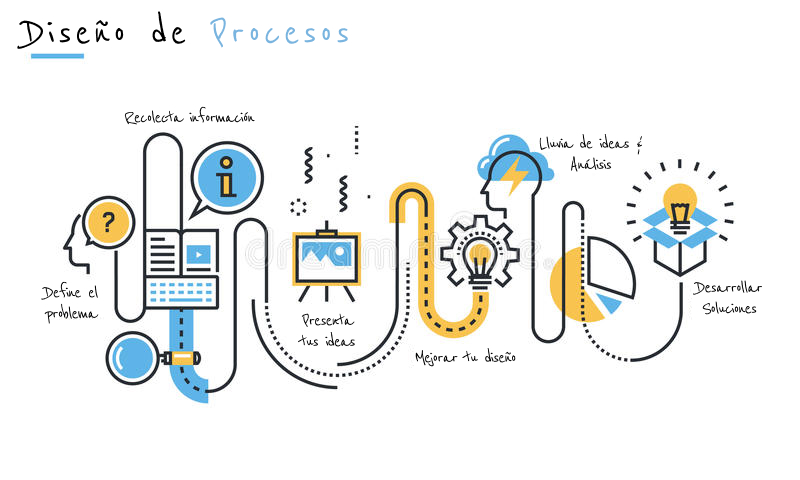 Diseño de Procesos
Recolecta información
?
i
Define el
problema
Presenta
tus ideas
Mejorar tu diseño
Lluvia de ideas &
Análisis
Desarrollar
Soluciones